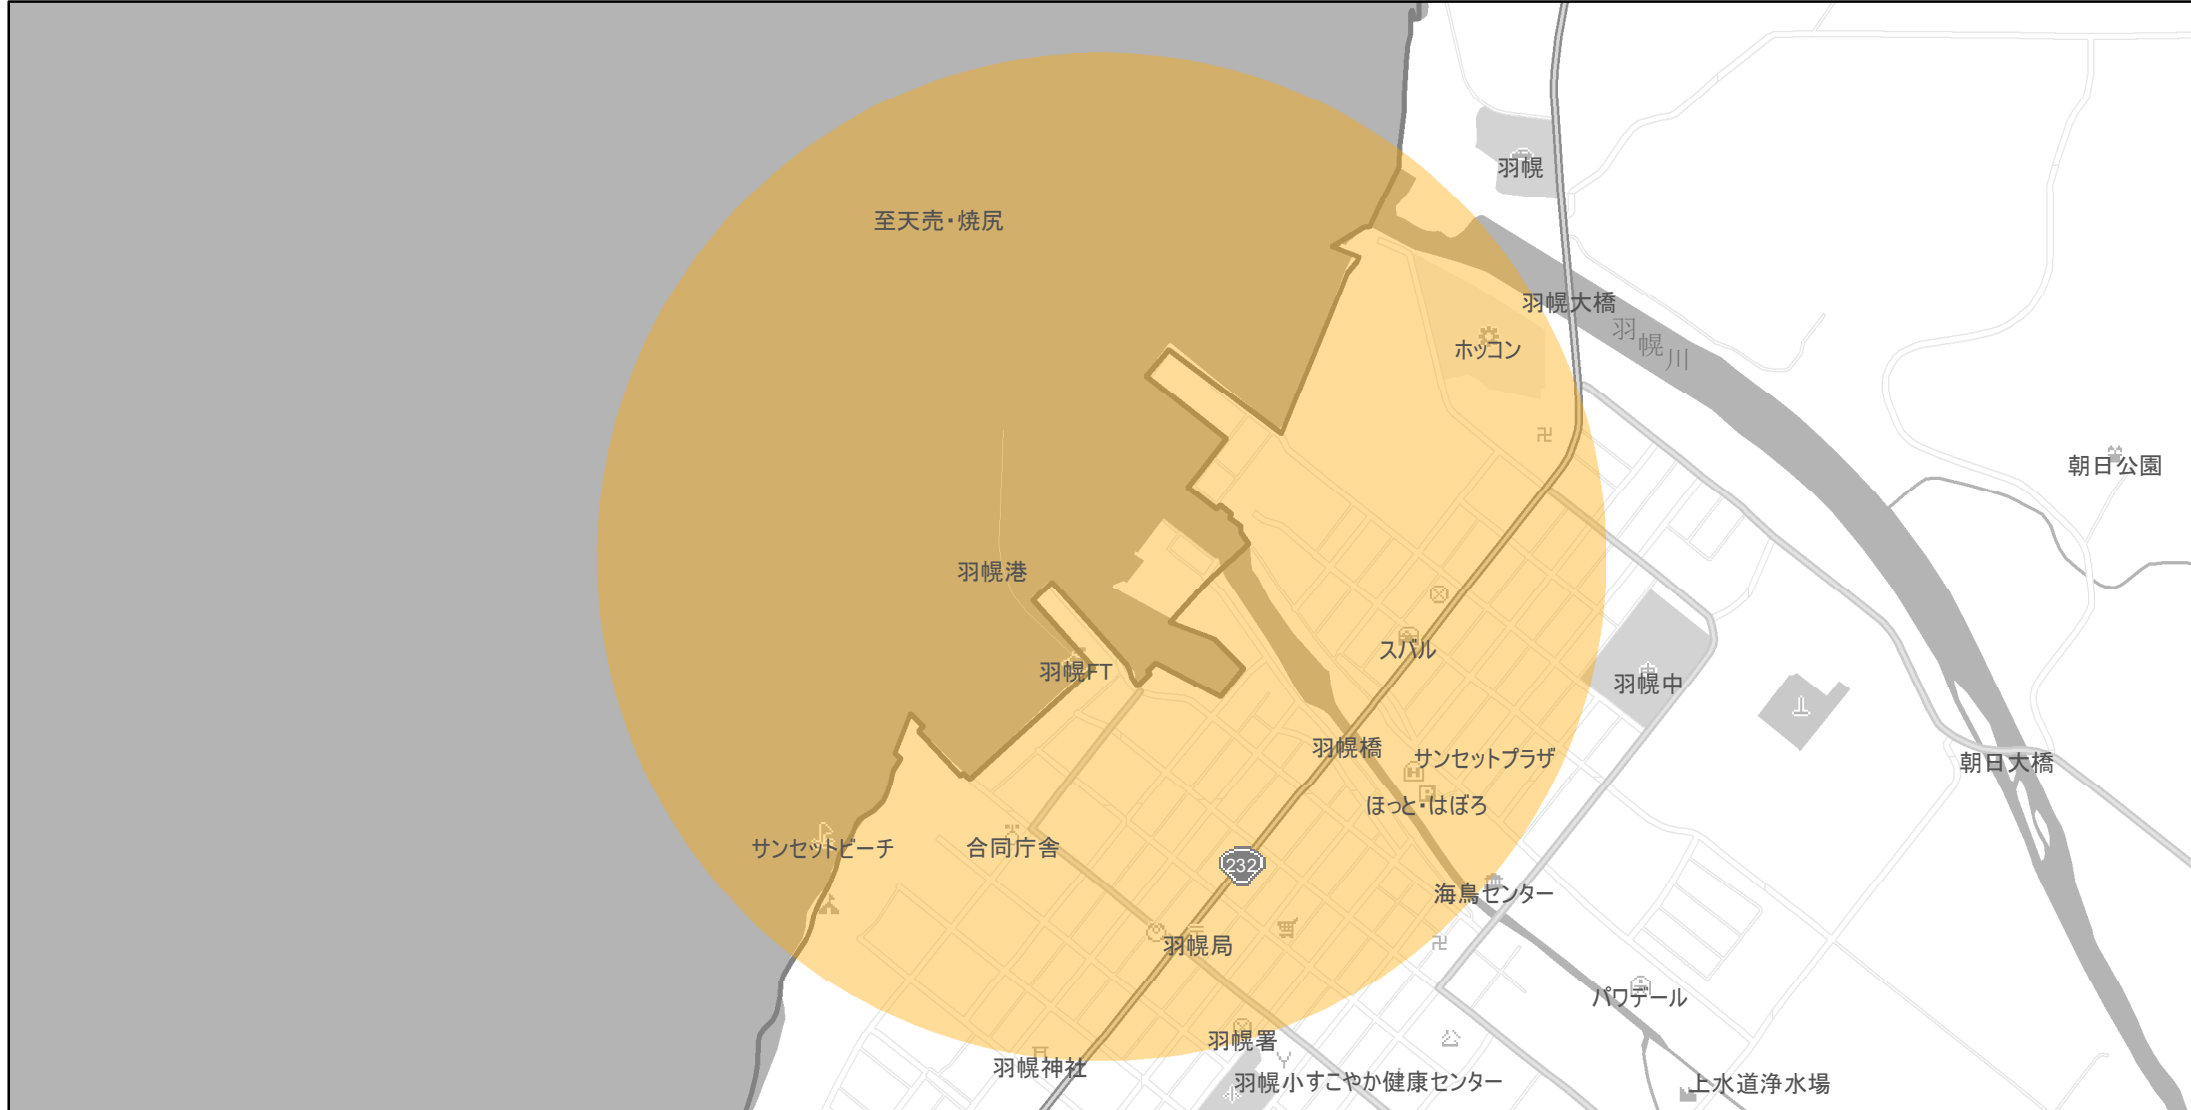 羽幌
至天売・焼尻
羽幌大橋
羽幌川
ホッコン
朝日公園
羽幌港
スバル
羽幌FT
羽幌中
羽幌橋
サンセットプラザ
朝日大橋
ほっと・はぼろ
サンセットビーチ
合同庁舎
232
海鳥センター
羽幌局
パワデール
羽幌署
羽幌神社
羽幌小すこやか健康センター
上水道浄水場